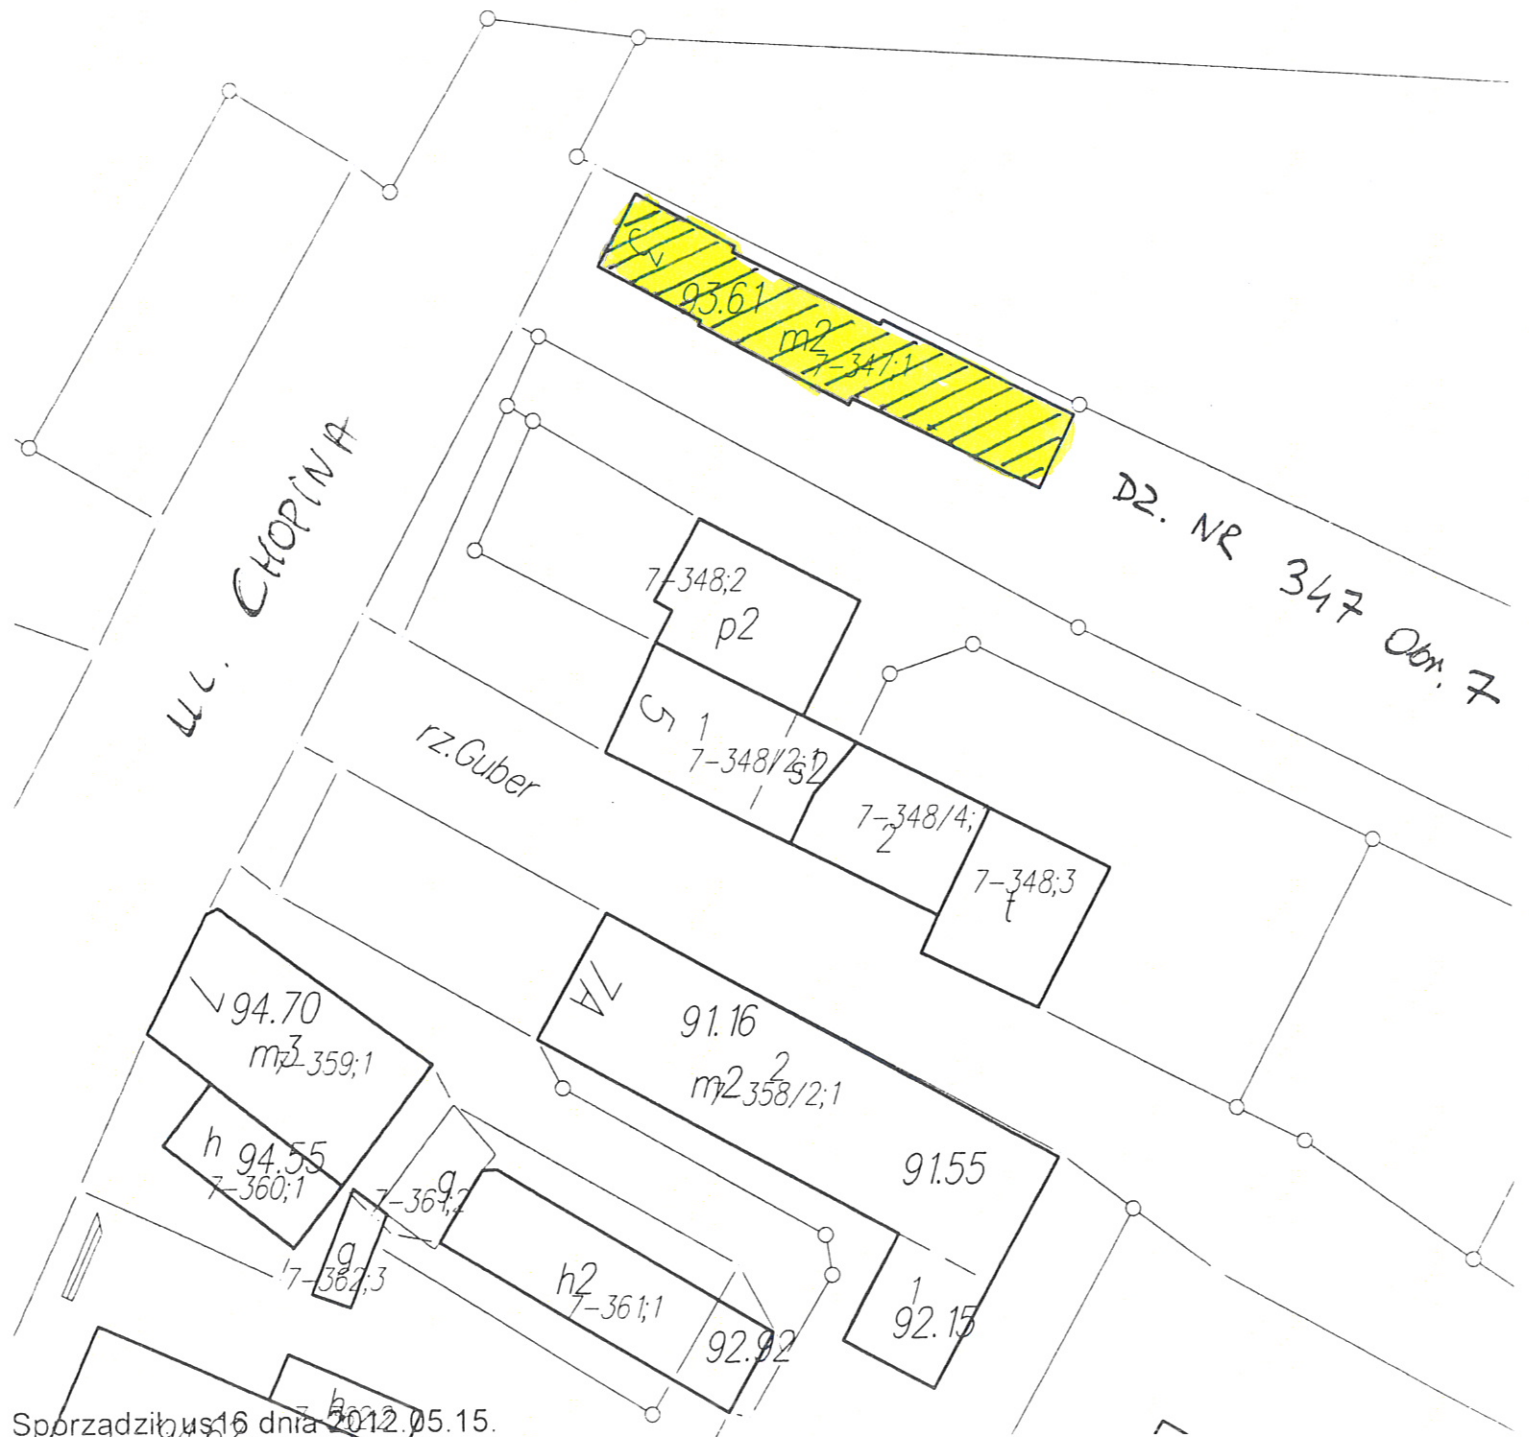 93.61
m2
7-347;1
UL. CHOPINA
DZ. NR 347 Obr. 7
7-348;2
p2
5
1
7-348/2;1
s2
rz.Guber
7-348/4;
2
7-348;3
t
7A
91.16
2
m2
7-358/2;1
94.70
m3
7-359;1
h
94.55
7-360;1
g
7-361;2
91.55
g
7-362;3
h2
7-361;1
92.92
1
92.15
h
Sporządził: us16 dnia 2012.05.15.